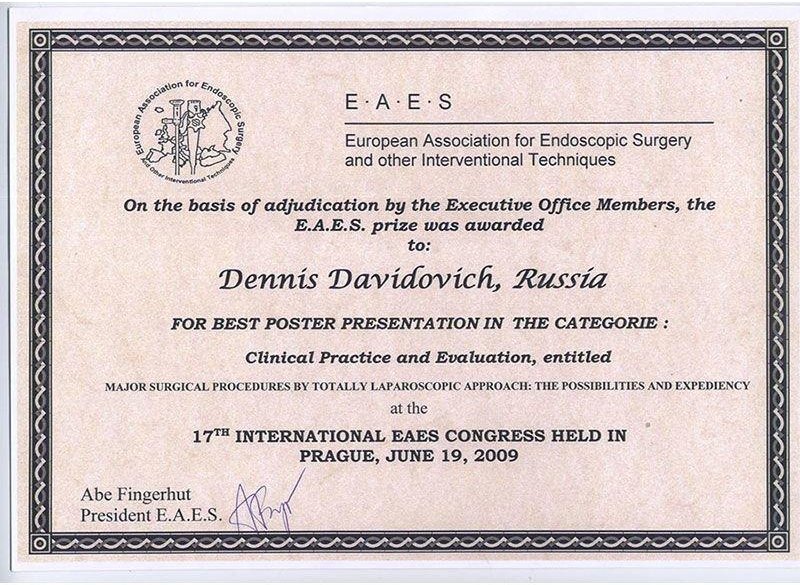 European Association for Endoscopic Surgery
and Other Interventional Techniques
E·A·E·S
European Association for Endoscopic Surgery
and other Interventional Techniques
On the basis of adjudication by the Executive Office Members, the
E.A.E.S. prize was awarded
to:
Dennis Davidovich, Russia
FOR BEST POSTER PRESENTATION IN THE CATEGORIE :
Clinical Practice and Evaluation, entitled
MAJOR SURGICAL PROCEDURES BY TOTALLY LAPAROSCOPIC APPROACH: THE POSSIBILITIES AND EXPEDIENCY
at the
17TH INTERNATIONAL EAES CONGRESS HELD IN
PRAGUE, JUNE 19, 2009
Abe Fingerhut
President E.A.E.S.